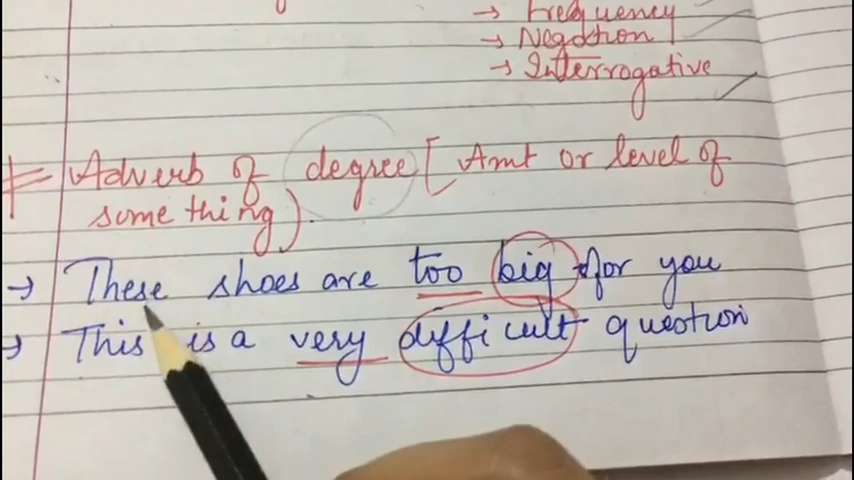 → Frequency
→ Negation
→ Interrogative
Adverb of degree [Amt or level of
something).
→ These shoes are too big for you
→ This is a very difficult question